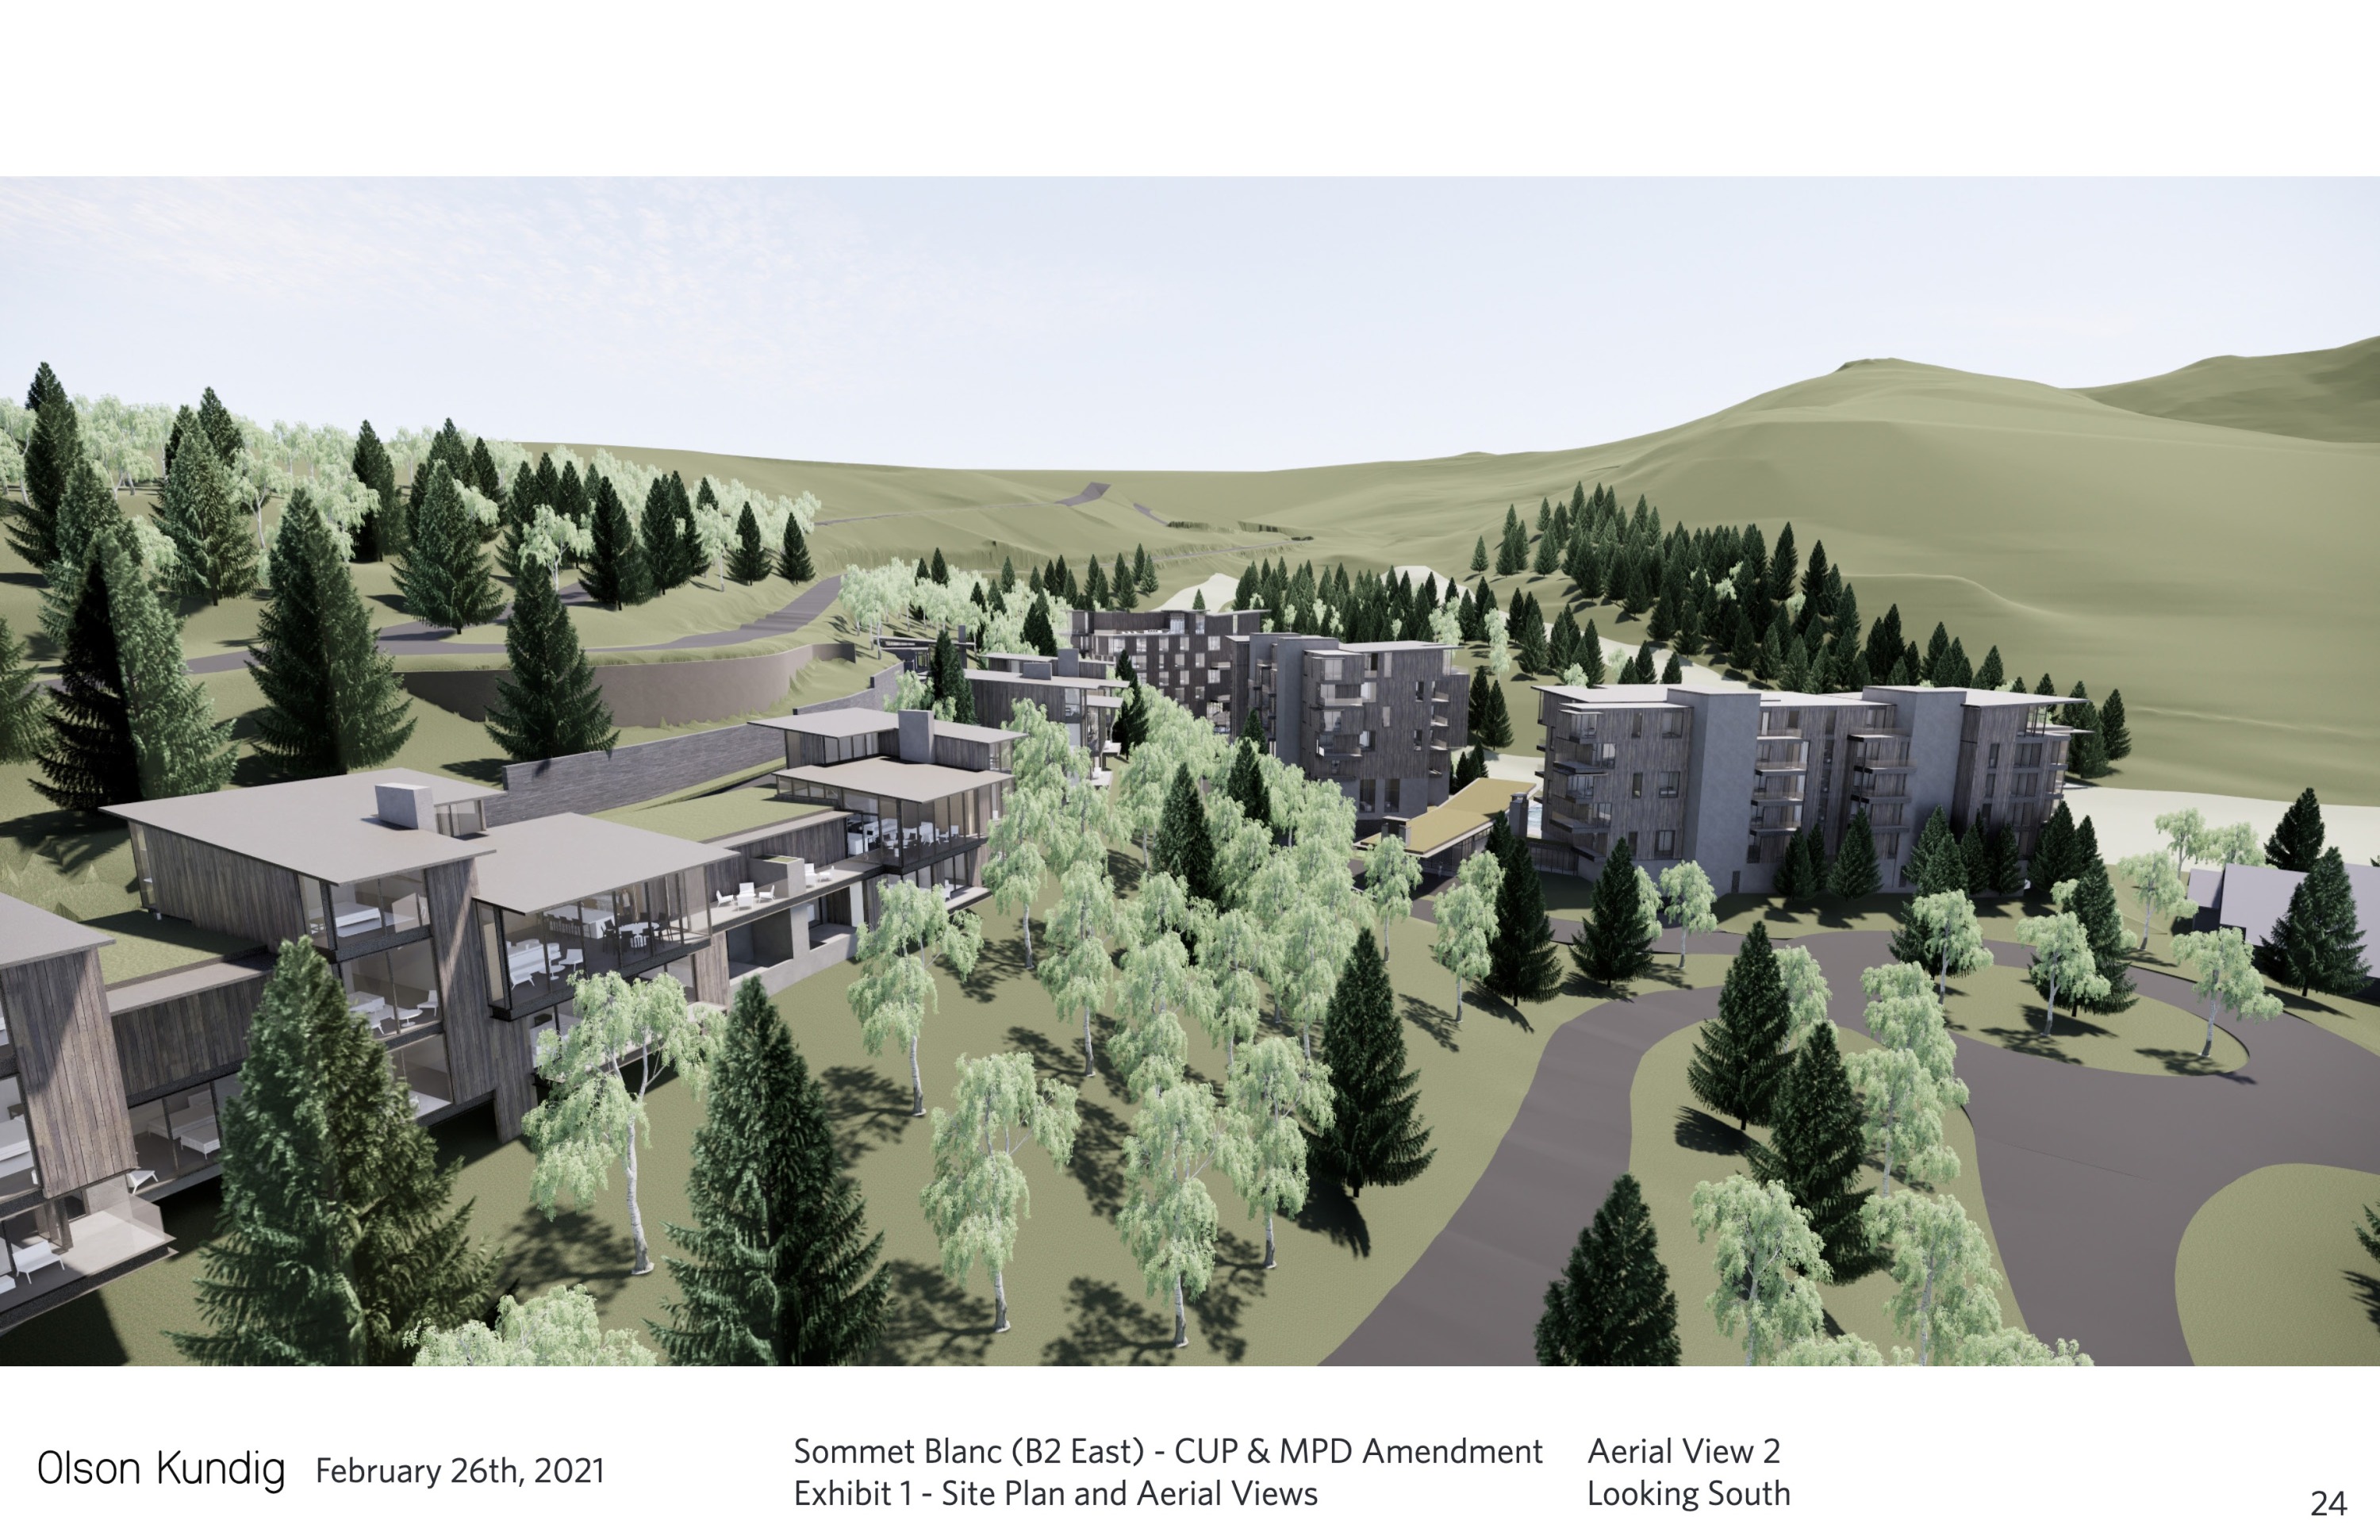 Olson Kundig
February 26th, 2021
Sommet Blanc (B2 East) - CUP & MPD Amendment
Exhibit 1 - Site Plan and Aerial Views
Aerial View 2
Looking South
24